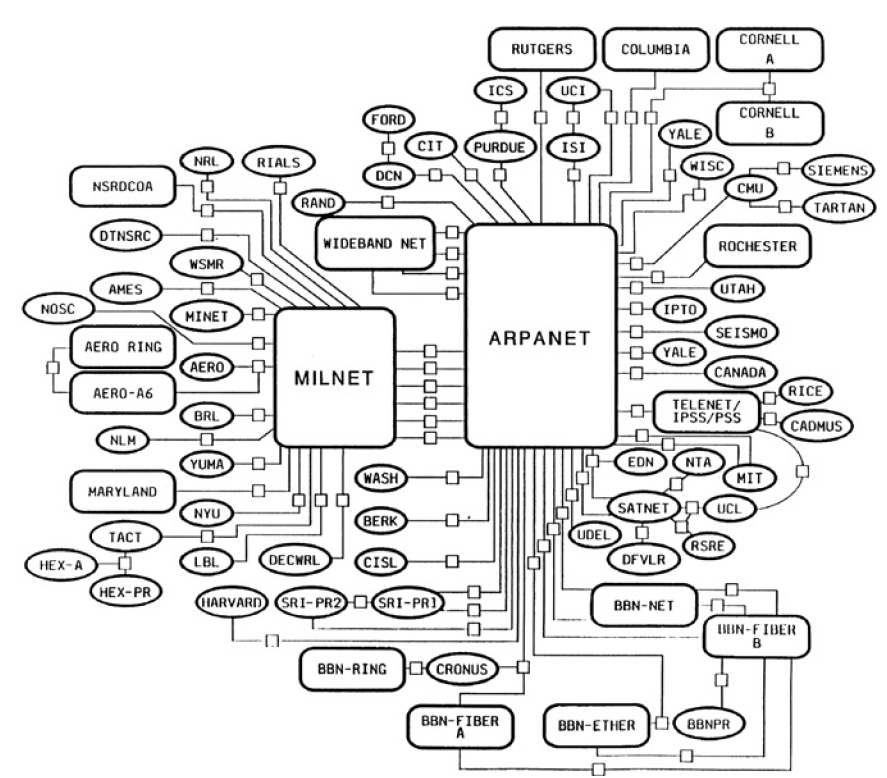 RUTGERS
COLUMBIA
CORNELL
A
CORNELL
B
ICS
UCI
FORD
CIT
PURDUE
ISI
YALE
DCN
WISC
SIEMENS
CMU
TARTAN
NRL
RIALS
NSRDCOA
RAND
WIDEBAND NET
ROCHESTER
DTNSRC
WSMR
AMES
UTAH
NOSC
MINET
IPTO
ARPANET
SEISMO
AERO RING
YALE
AERO
MILNET
CANADA
AERO-A6
RICE
TELENET/
IPSS/PSS
BRL
CADMUS
NLM
YUMA
EDN
NTA
WASH
MIT
MARYLAND
SATNET
UCL
NYU
BERK
TACT
UDEL
RSRE
LBL
DECWRL
CISL
DFVLR
HEX-A
HEX-PR
HARVARD
SRI-PR2
SRI-PR1
BBN-NET
BBN-FIBER
B
BBN-RING
CRONUS
BBN-FIBER
A
BBN-ETHER
BBNPR